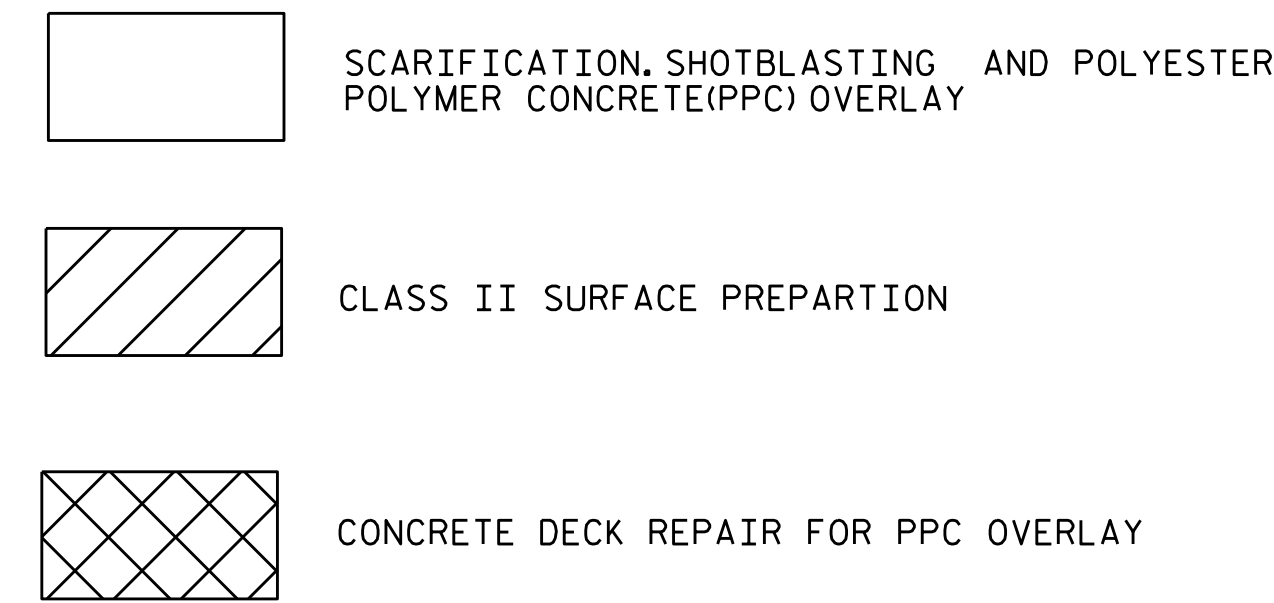 SCARIFICATION. SHOTBLASTING AND POLYESTER
POLYMER CONCRETE(PPC) OVERLAY
CLASS II SURFACE PREPARTION
CONCRETE DECK REPAIR FOR PPC OVERLAY